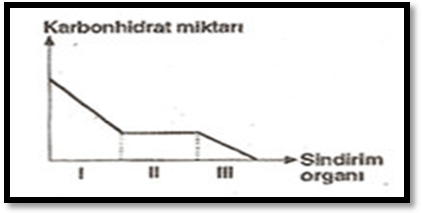 Karbonhidrat miktarı
Sindirim
organı
I
II
III